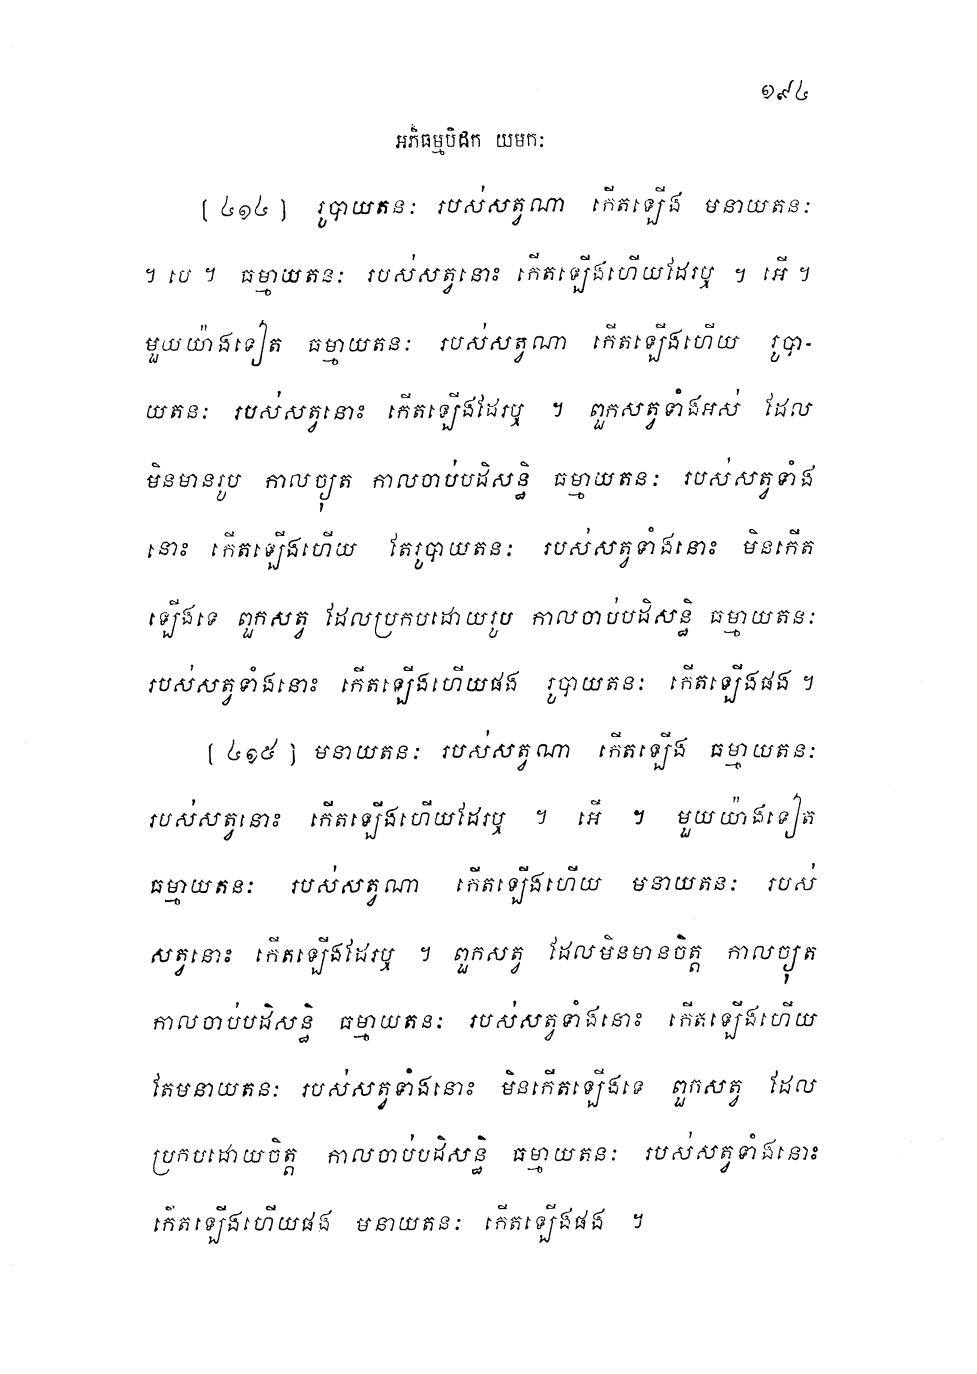 ១៩៤
អភិធម្មបិដក យមកៈ
[ ៤១៤ ] រូបាយតនៈ របស់សត្វណា កើតឡើង មនាយតនៈ
។ បេ ។ ធម្មាយតនៈ របស់សត្វនោះ កើតឡើងហើយដែរឬ ។ អើ ។
មួយយ៉ាងទៀត ធម្មាយតនៈ របស់សត្វណា កើតឡើងហើយ រូបា-
យតនៈ របស់សត្វនោះ កើតឡើងដែរឬ ។ ពួកសត្វទាំងអស់ ដែល
មិនមានរូប កាលច្យុត កាលចាប់បដិសន្ធិ ធម្មាយតនៈ របស់សត្វទាំង
នោះ កើតឡើងហើយ តែរូបាយតនៈ របស់សត្វទាំងនោះ មិនកើត
ឡើងទេ ពួកសត្វ ដែលប្រកបដោយរូប កាលចាប់បដិសន្ធិ ធម្មាយតនៈ
របស់សត្វទាំងនោះ កើតឡើងហើយផង រូបាយតនៈ កើតឡើងផង ។
[ ៤១៥ ] មនាយតនៈ របស់សត្វណា កើតឡើង ធម្មាយតនៈ
របស់សត្វនោះ កើតឡើងហើយដែរឬ ។ អើ ។ មួយយ៉ាងទៀត
ធម្មាយតនៈ របស់សត្វណា កើតឡើងហើយ មនាយតនៈ របស់
សត្វនោះ កើតឡើងដែរឬ ។ ពួកសត្វ ដែលមិនមានចិត្ត កាលច្យុត
កាលចាប់បដិសន្ធិ ធម្មាយតនៈ របស់សត្វទាំងនោះ កើតឡើងហើយ
តែមនាយតនៈ របស់សត្វទាំងនោះ មិនកើតឡើងទេ ពួកសត្វ ដែល
ប្រកបដោយចិត្ត កាលចាប់បដិសន្ធិ ធម្មាយតនៈ របស់សត្វទាំងនោះ
កើតឡើងហើយផង មនាយតនៈ កើតឡើងផង ។